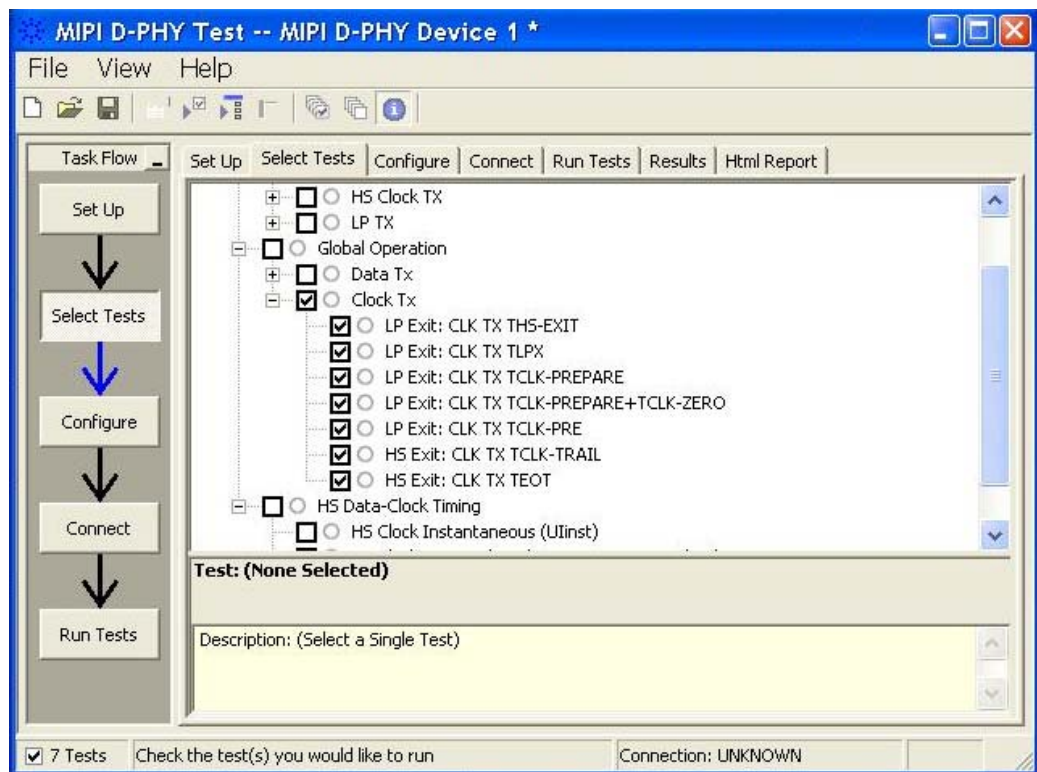 MIPI D-PHY Test -- MIPI D-PHY Device 1 *
File View Help
Task Flow
Set Up
Select Tests
Configure
Connect
Run Tests
Set Up Select Tests Configure Connect Run Tests Results Html Report
HS Clock TX
LP TX
Global Operation
Data Tx
Clock Tx
LP Exit: CLK TX THS-EXIT
LP Exit: CLK TX TLPX
LP Exit: CLK TX TCLK-PREPARE
LP Exit: CLK TX TCLK-PREPARE+TCLK-ZERO
LP Exit: CLK TX TCLK-PRE
HS Exit: CLK TX TCLK-TRAIL
HS Exit: CLK TX TEOT
HS Data-Clock Timing
HS Clock Instantaneous (UIinst)
Test: (None Selected)
Description: (Select a Single Test)
7 Tests Check the test(s) you would like to run Connection: UNKNOWN